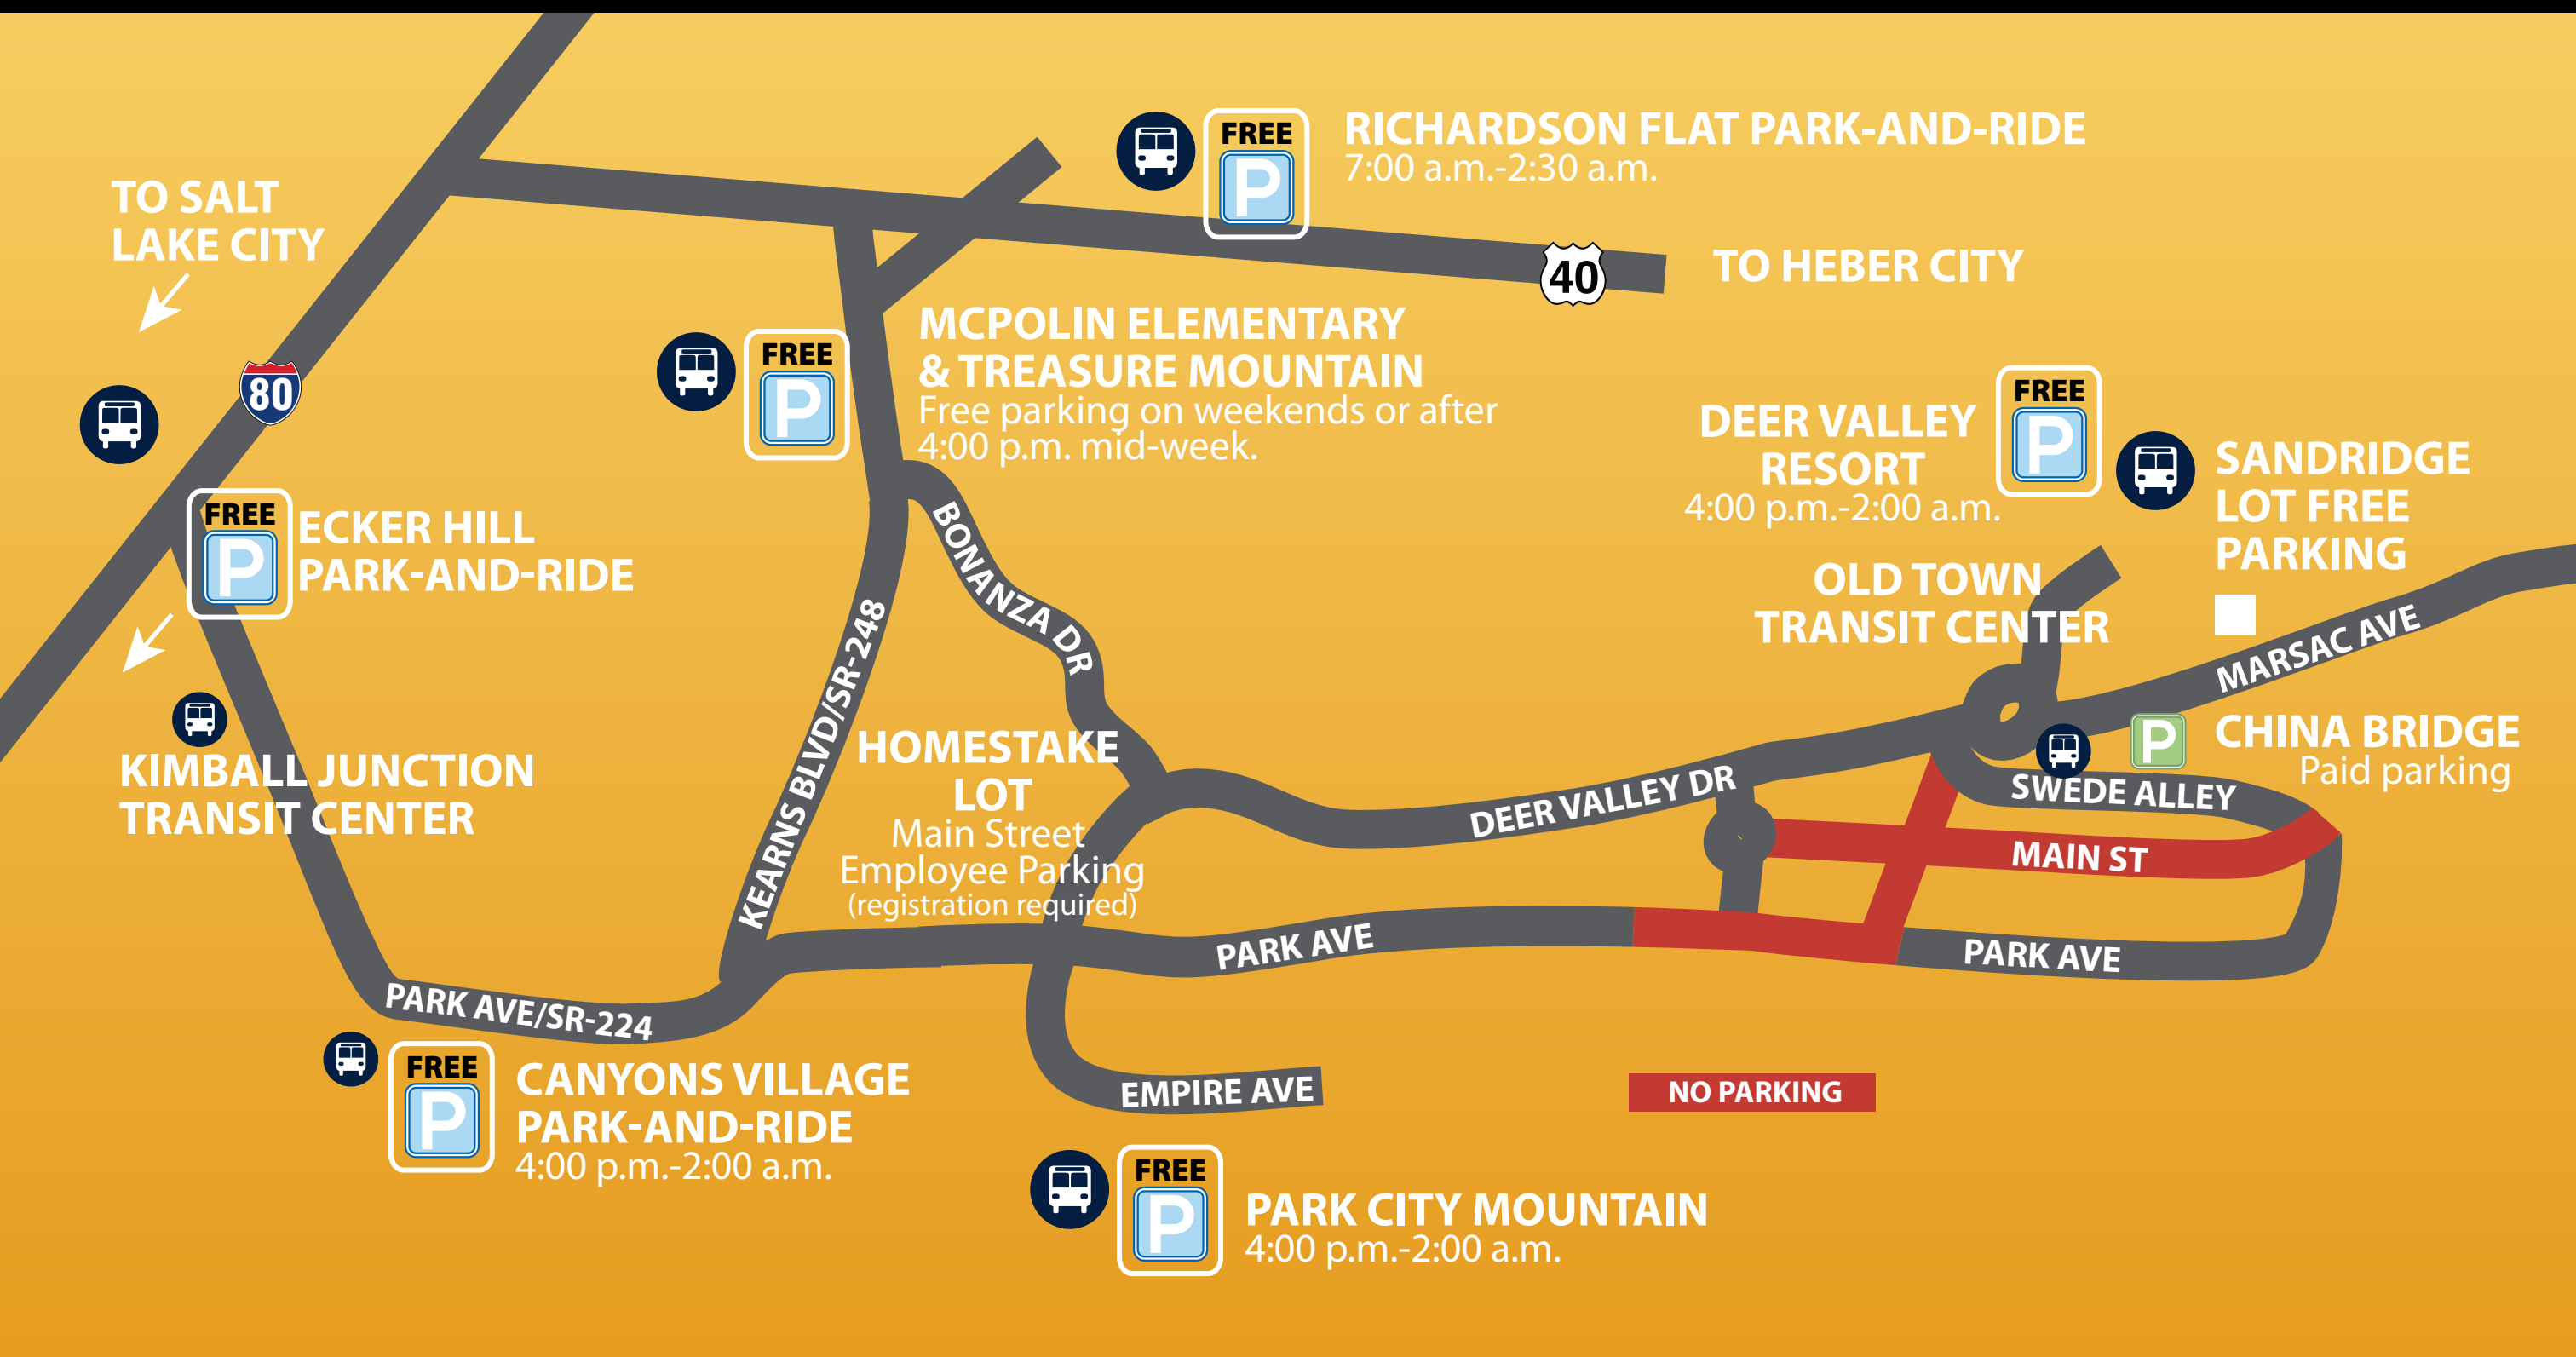 FREE
P
RICHARDSON FLAT PARK-AND-RIDE
7:00 a.m.-2:30 a.m.
TO SALT
LAKE CITY
40
TO HEBER CITY
80
FREE
P
MCPOLIN ELEMENTARY
& TREASURE MOUNTAIN
Free parking on weekends or after
4:00 p.m. mid-week.
DEER VALLEY
RESORT
4:00 p.m.-2:00 a.m.
FREE
P
SANDRIDGE
LOT FREE
PARKING
FREE
P
ECKER HILL
PARK-AND-RIDE
BONANZA DR
OLD TOWN
TRANSIT CENTER
MARSAC AVE
KEARNS BLVD/SR-248
KIMBALL JUNCTION
TRANSIT CENTER
HOMESTAKE
LOT
Main Street
Employee Parking
(registration required)
DEER VALLEY DR
P
CHINA BRIDGE
Paid parking
SWEDE ALLEY
MAIN ST
PARK AVE
PARK AVE
PARK AVE/SR-224
FREE
P
CANYONS VILLAGE
PARK-AND-RIDE
4:00 p.m.-2:00 a.m.
EMPIRE AVE
NO PARKING
FREE
P
PARK CITY MOUNTAIN
4:00 p.m.-2:00 a.m.